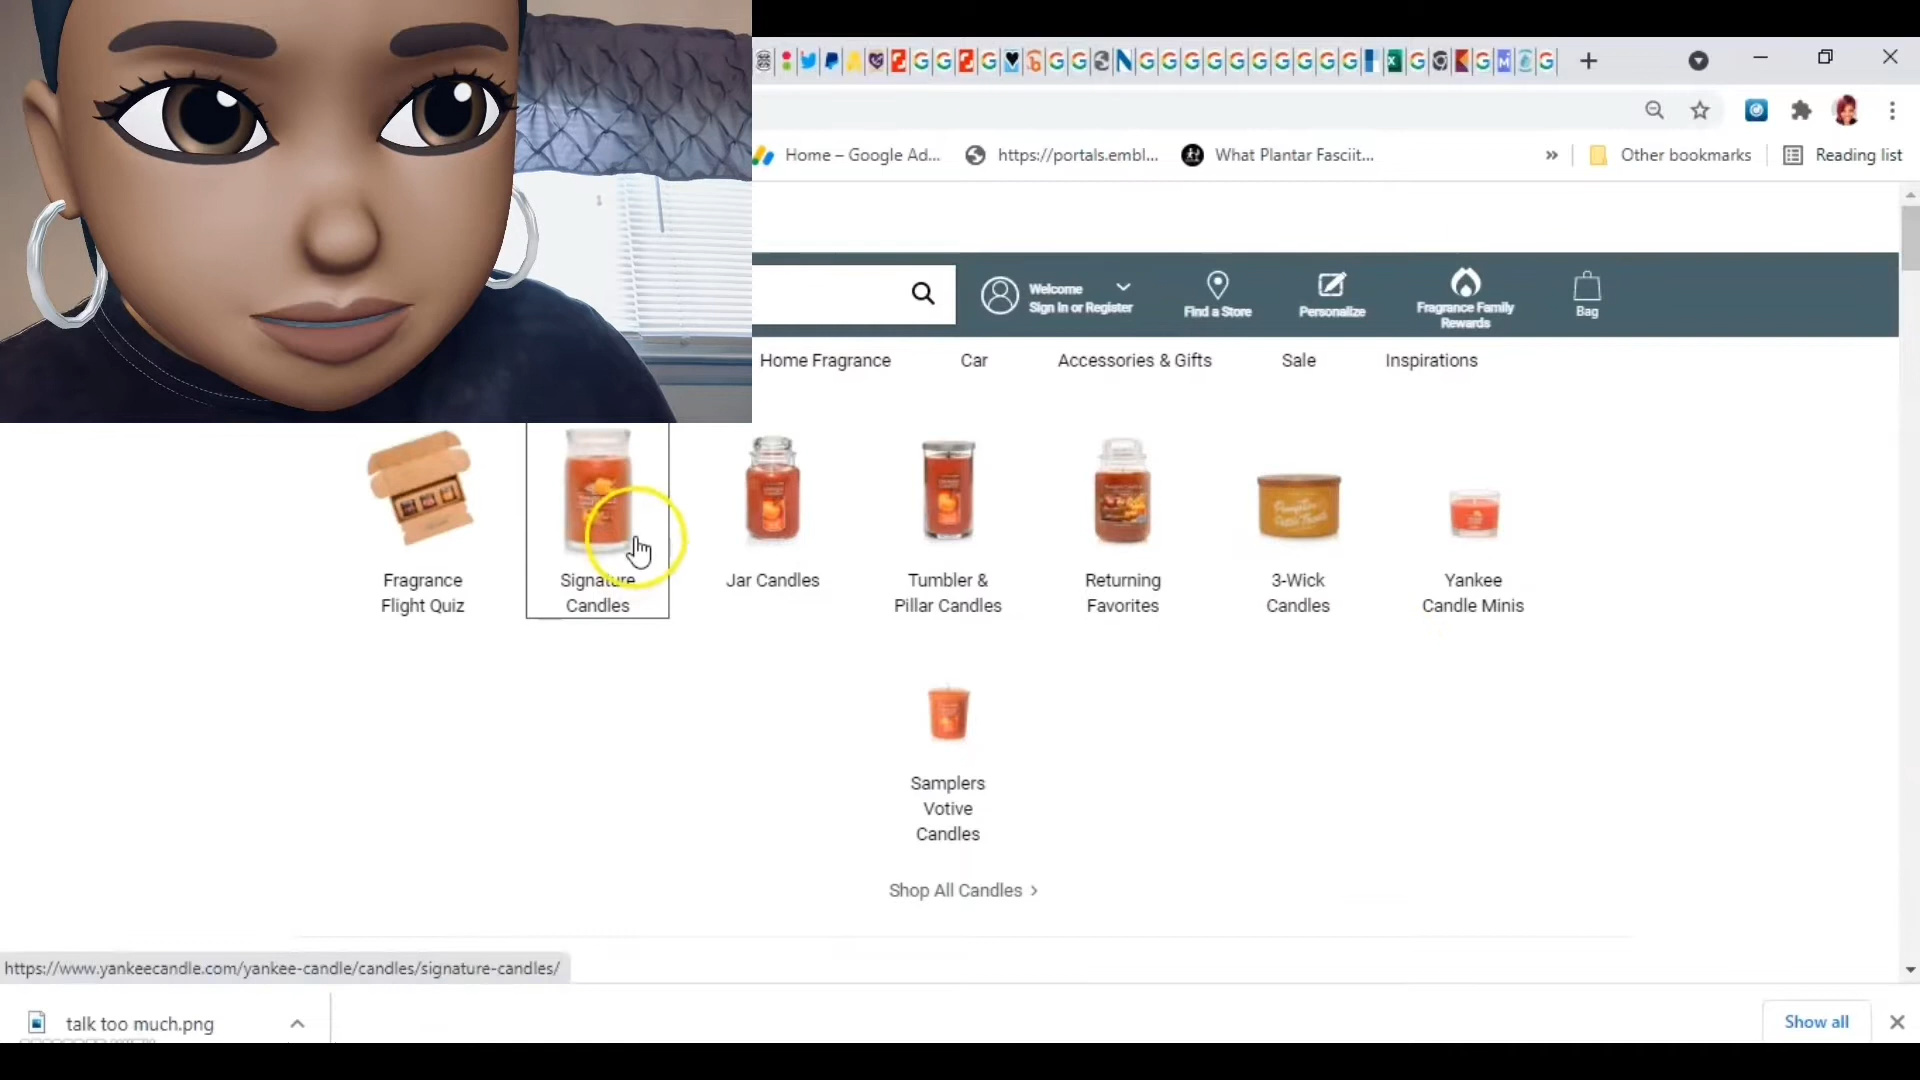 Home – Google Ad...
https://portals.embl...
What Plantar Fasciit...
»
Other bookmarks
Reading list
Welcome
Sign In or Register
Find a Store
Personalize
Fragrance Family
Rewards
Bag
Home Fragrance
Car
Accessories & Gifts
Sale
Inspirations
Fragrance
Flight Quiz
Signature
Candles
Jar Candles
Tumbler &
Pillar Candles
Returning
Favorites
3-Wick
Candles
Yankee
Candle Minis
Samplers
Votive
Candles
Shop All Candles >
https://www.yankeecandle.com/yankee-candle/candles/signature-candles/
talk too much.png
Show all